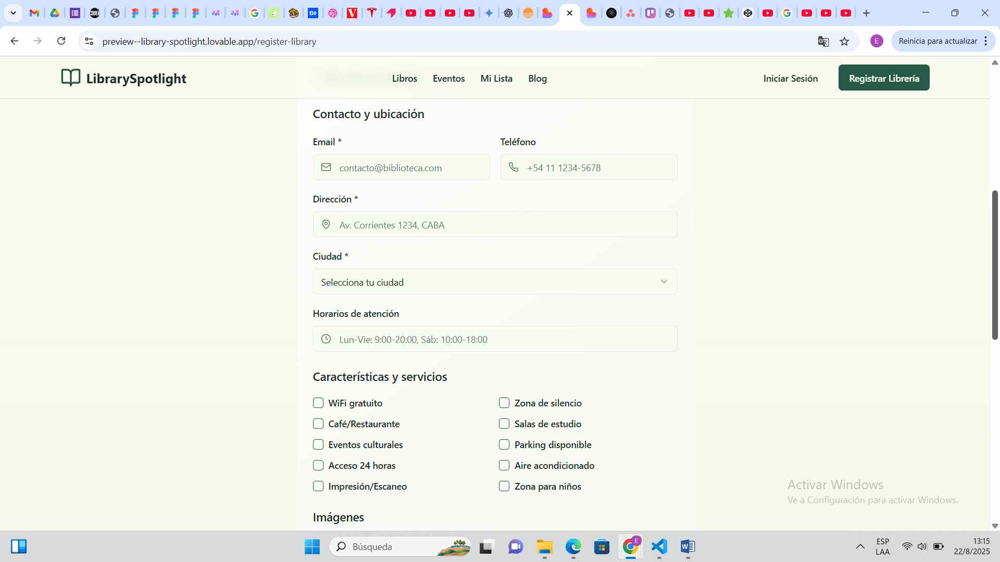 preview--library-spotlight.lovable.app/register-library
E
Reinicia para actualizar
LibrarySpotlight
Libros
Eventos
Mi Lista
Blog
Iniciar Sesión
Registrar Librería
Contacto y ubicación
Email *
Teléfono
contacto@biblioteca.com
+54 11 1234-5678
Dirección *
Av. Corrientes 1234, CABA
Ciudad *
Selecciona tu ciudad
Horarios de atención
Lun-Vie: 9:00-20:00, Sáb: 10:00-18:00
Características y servicios
WiFi gratuito
Zona de silencio
Café/Restaurante
Salas de estudio
Eventos culturales
Parking disponible
Acceso 24 horas
Aire acondicionado
Impresión/Escaneo
Zona para niños
Imágenes
Activar Windows
Ve a Configuración para activar Windows.
Búsqueda
ESP
LAA
13:15
22/8/2025